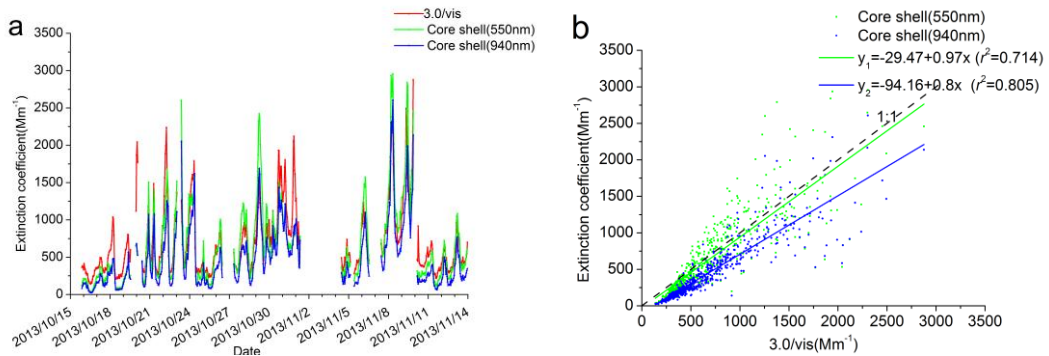 a
3.0/vis
Core shell(550nm)
Core shell(940nm)
Extinction coefficient(Mm⁻¹)
3500
3000
2500
2000
1500
1000
500
0
2013/10/15
2013/10/18
2013/10/21
2013/10/24
2013/10/27
2013/10/30
2013/11/2
2013/11/5
2013/11/8
2013/11/11
2013/11/14
Date
b
Core shell(550nm)
Core shell(940nm)
y₁=-29.47+0.97x (r²=0.714)
y₂=-94.16+0.8x (r²=0.805)
1:1
Extinction coefficient(Mm⁻¹)
3500
3000
2500
2000
1500
1000
500
0
0 500 1000 1500 2000 2500 3000 3500
3.0/vis(Mm⁻¹)